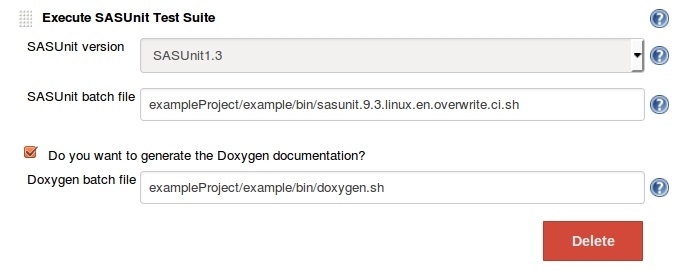 Execute SASUnit Test Suite
SASUnit version
SASUnit1.3
SASUnit batch file
exampleProject/example/bin/sasunit.9.3.linux.en.overwrite.ci.sh
Do you want to generate the Doxygen documentation?
Doxygen batch file
exampleProject/example/bin/doxygen.sh
Delete